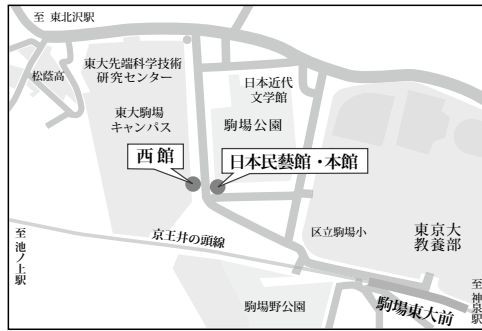 至 東北沢駅
松蔭高
東大先端科学技術
研究センター
東大駒場
キャンパス
日本近代
文学館
駒場公園
西館
日本民藝館・本館
至 池ノ上駅
京王井の頭線
区立駒場小
東京大
教養部
駒場野公園
駒場東大前
至 神泉駅